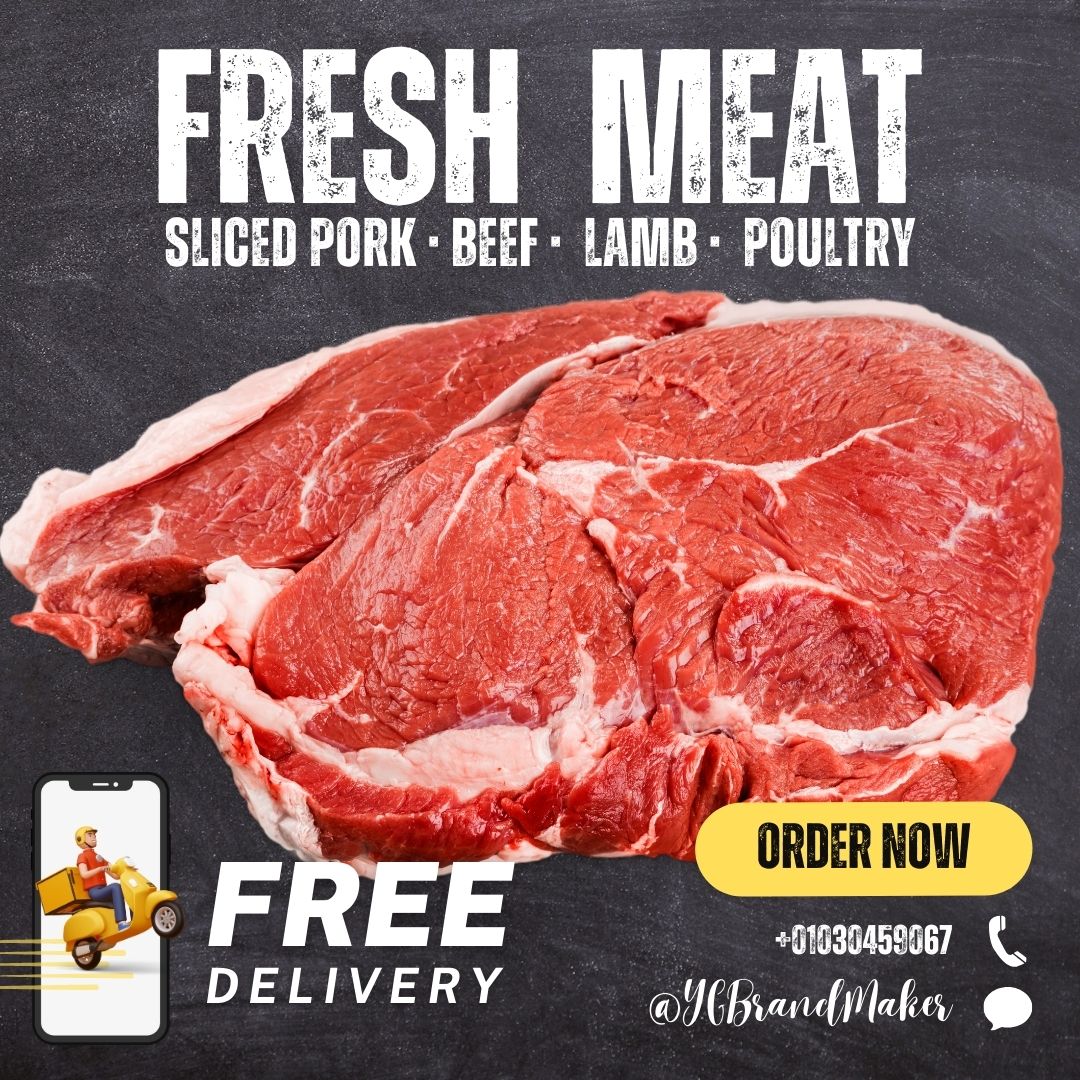 FRESH MEAT
SLICED PORK · BEEF · LAMB · POULTRY
ORDER NOW
FREE
DELIVERY
+01030459067
@YGBrandMaker